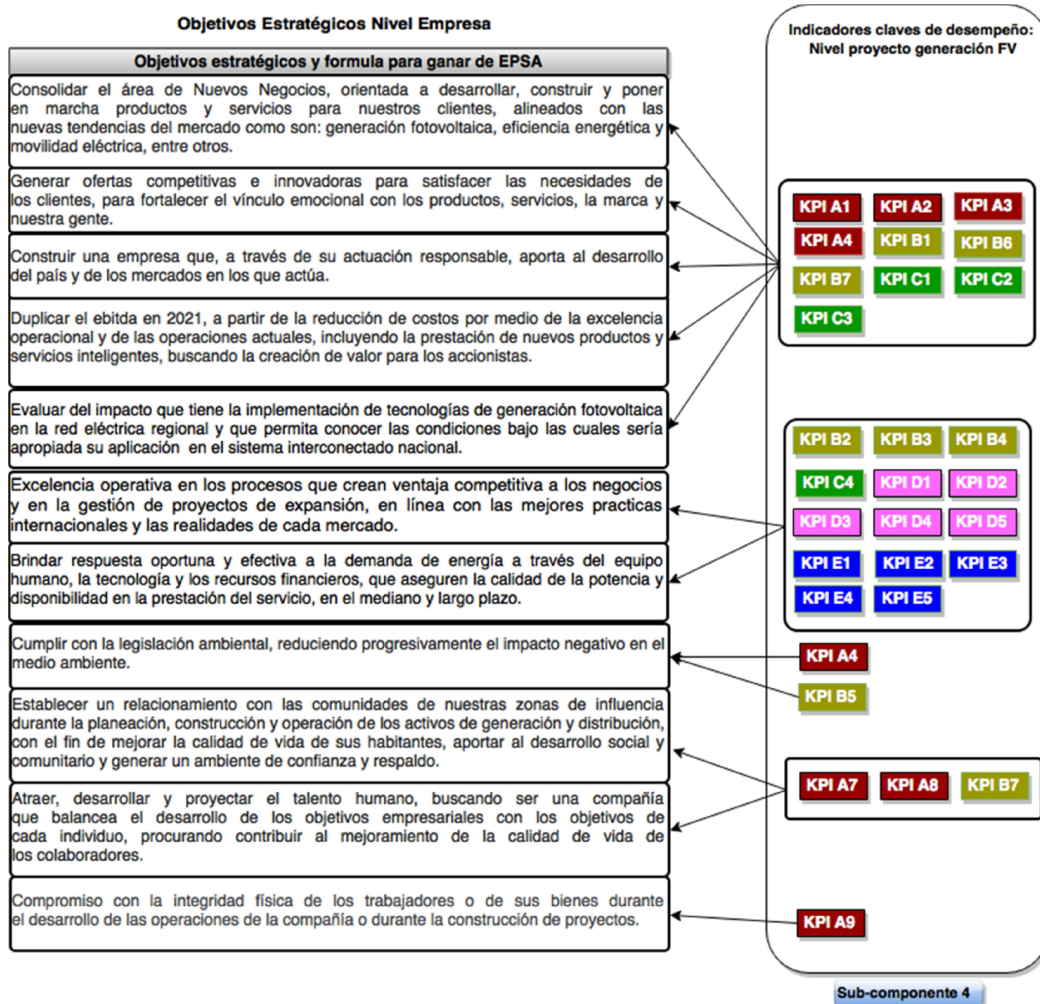 Objetivos Estratégicos Nivel Empresa
Objetivos estratégicos y formula para ganar de EPSA
Consolidar el área de Nuevos Negocios, orientada a desarrollar, construir y poner
en marcha productos y servicios para nuestros clientes, alineados con las
nuevas tendencias del mercado como son: generación fotovoltaica, eficiencia energética y
movilidad eléctrica, entre otros.
Generar ofertas competitivas e innovadoras para satisfacer las necesidades de
los clientes, para fortalecer el vínculo emocional con los productos, servicios, la marca y
nuestra gente.
Construir una empresa que, a través de su actuación responsable, aporta al desarrollo
del país y de los mercados en los que actúa.
Duplicar el ebitda en 2021, a partir de la reducción de costos por medio de la excelencia
operacional y de las operaciones actuales, incluyendo la prestación de nuevos productos y
servicios inteligentes, buscando la creación de valor para los accionistas.
Evaluar del impacto que tiene la implementación de tecnologías de generación fotovoltaica
en la red eléctrica regional y que permita conocer las condiciones bajo las cuales sería
apropiada su aplicación en el sistema interconectado nacional.
Excelencia operativa en los procesos que crean ventaja competitiva a los negocios
y en la gestión de proyectos de expansión, en línea con las mejores practicas
internacionales y las realidades de cada mercado.
Brindar respuesta oportuna y efectiva a la demanda de energía a través del equipo
humano, la tecnología y los recursos financieros, que aseguren la calidad de la potencia y
disponibilidad en la prestación del servicio, en el mediano y largo plazo.
Cumplir con la legislación ambiental, reduciendo progresivamente el impacto negativo en el
medio ambiente.
Establecer un relacionamiento con las comunidades de nuestras zonas de influencia
durante la planeación, construcción y operación de los activos de generación y distribución,
con el fin de mejorar la calidad de vida de sus habitantes, aportar al desarrollo social y
comunitario y generar un ambiente de confianza y respaldo.
Atraer, desarrollar y proyectar el talento humano, buscando ser una compañía
que balancea el desarrollo de los objetivos empresariales con los objetivos de
cada individuo, procurando contribuir al mejoramiento de la calidad de vida de
los colaboradores.
Compromiso con la integridad física de los trabajadores o de sus bienes durante
el desarrollo de las operaciones de la compañía o durante la construcción de proyectos.
Indicadores claves de desempeño:
Nivel proyecto generación FV
KPI A1 KPI A2 KPI A3
KPI A4 KPI B1 KPI B6
KPI B7 KPI C1 KPI C2
KPI C3
KPI B2 KPI B3 KPI B4
KPI C4 KPI D1 KPI D2
KPI D3 KPI D4 KPI D5
KPI E1 KPI E2 KPI E3
KPI E4 KPI E5
KPI A4
KPI B5
KPI A7 KPI A8 KPI B7
KPI A9
Sub-componente 4